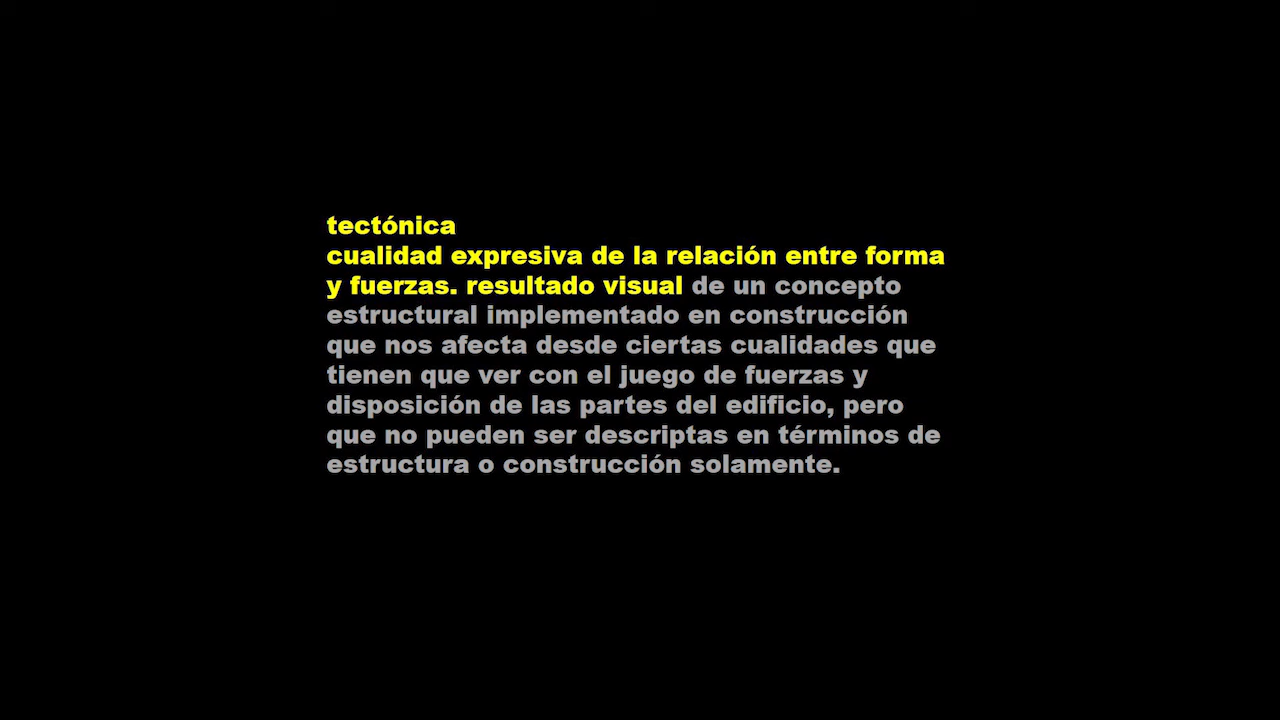 tectónica
cualidad expresiva de la relación entre forma
y fuerzas. resultado visual de un concepto
estructural implementado en construcción
que nos afecta desde ciertas cualidades que
tienen que ver con el juego de fuerzas y
disposición de las partes del edificio, pero
que no pueden ser descriptas en términos de
estructura o construcción solamente.